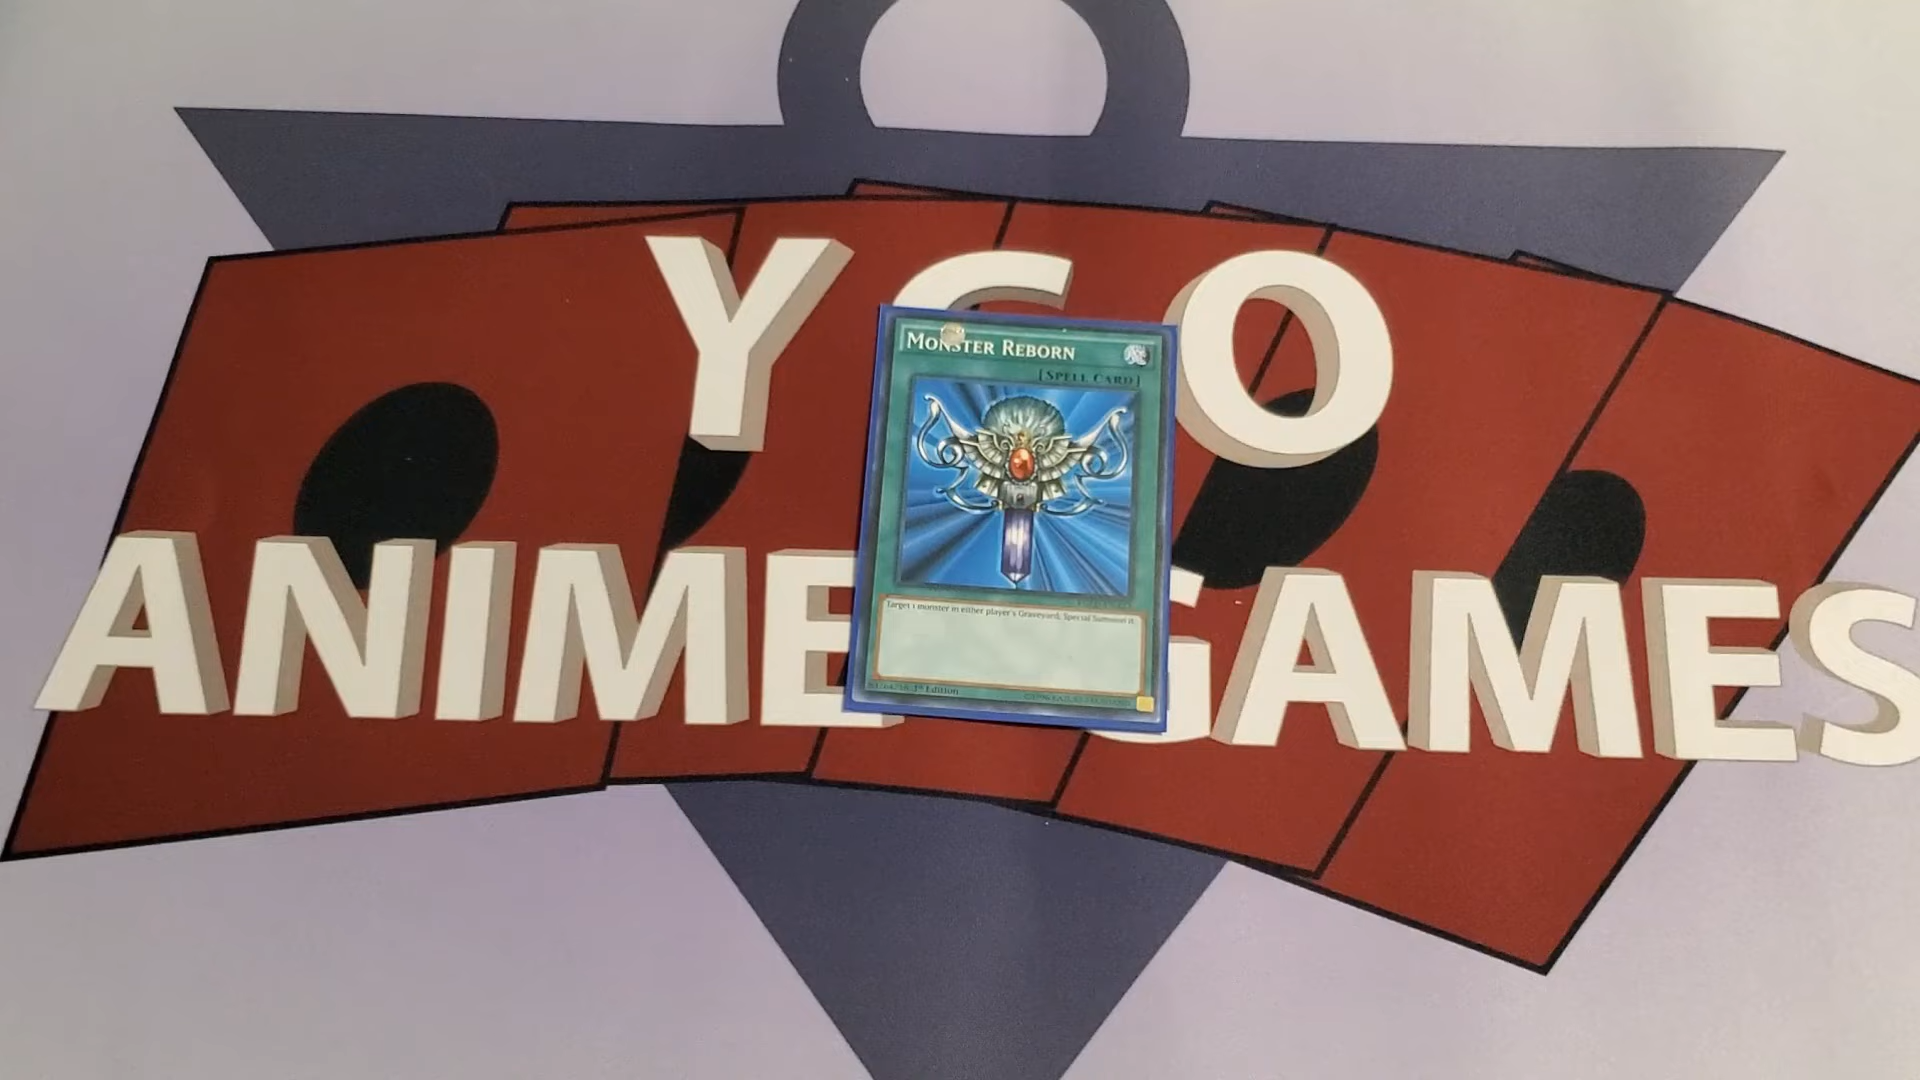 YGO
MONSTER REBORN
[SPELL CARD]
ANIME GAMES
Target 1 monster in either player's Graveyard; Special Summon it.
1st Edition